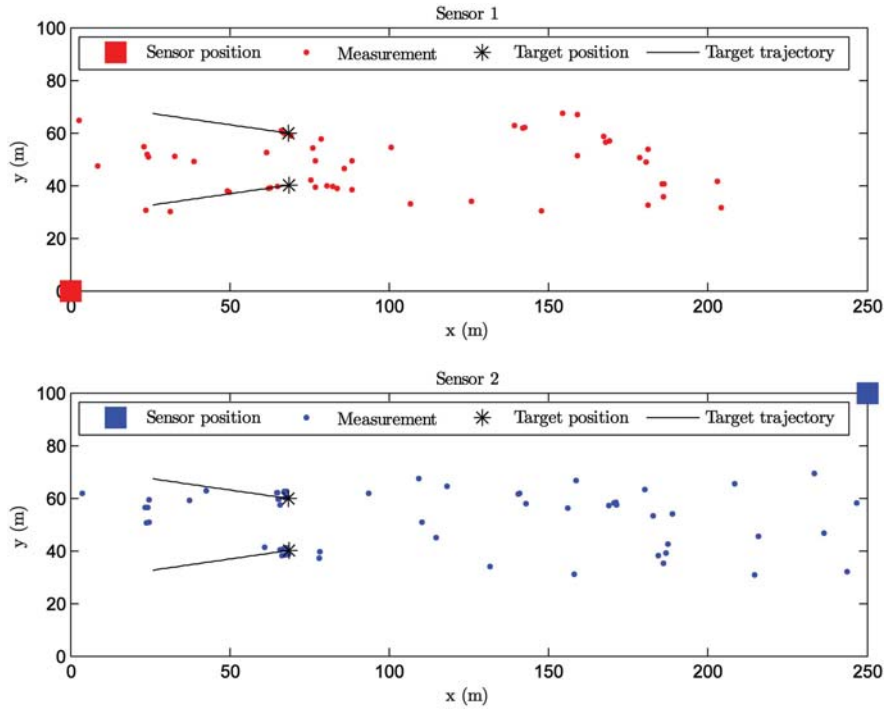 Sensor 1
Sensor position Measurement Target position Target trajectory
100
80
60
40
20
0
y (m)
0 50 100 150 200 250
x (m)
Sensor 2
Sensor position Measurement Target position Target trajectory
100
80
60
40
20
0
y (m)
0 50 100 150 200 250
x (m)